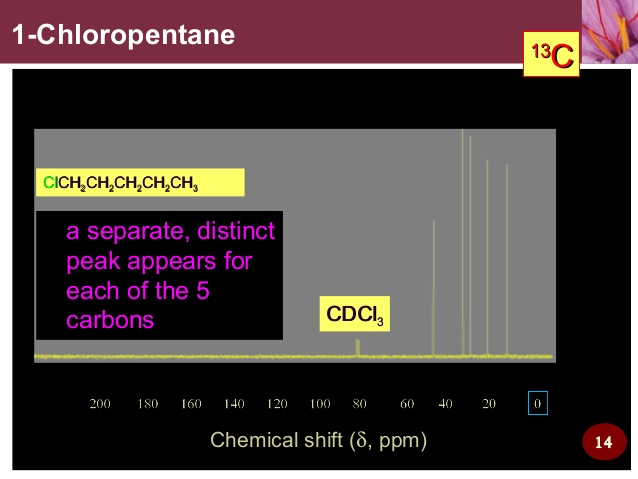 1-Chloropentane
13C
ClCH2CH2CH2CH2CH3
a separate, distinct
peak appears for
each of the 5
carbons
CDCl3
200 180 160 140 120 100 80 60 40 20 0
Chemical shift (δ, ppm)
14